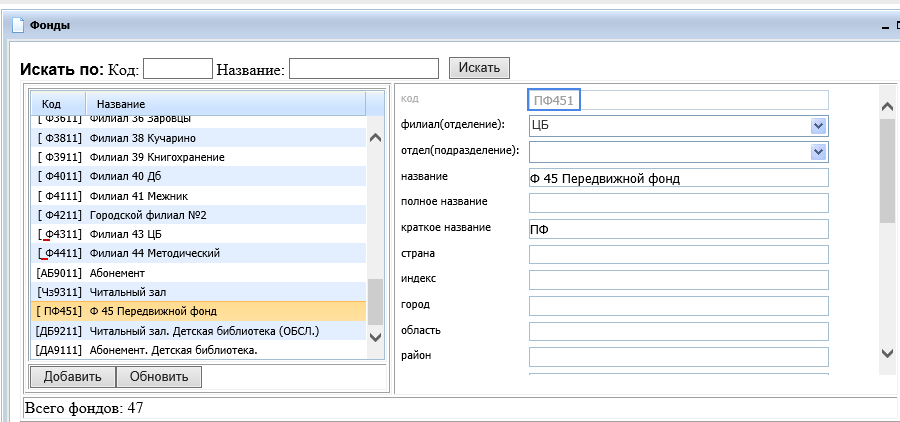 Фонды
Искать по: Код: Название: Искать
Код Название
[ Ф3611] Филиал 36 Заровцы
[ Ф3811] Филиал 38 Кучарино
[ Ф3911] Филиал 39 Книгохранение
[ Ф4011] Филиал 40 Дб
[ Ф4111] Филиал 41 Межник
[ Ф4211] Городской филиал №2
[ Ф4311] Филиал 43 ЦБ
[ Ф4411] Филиал 44 Методический
[АБ9011] Абонемент
[Чз9311] Читальный зал
[ ПФ451] Ф 45 Передвижной фонд
[ДБ9211] Читальный зал. Детская библиотека (ОБСЛ.)
[ДА9111] Абонемент. Детская библиотека.
Добавить Обновить
код ПФ451
филиал(отделение): ЦБ
отдел(подразделение):
название Ф 45 Передвижной фонд
полное название
краткое название ПФ
страна
индекс
город
область
район
Всего фондов: 47